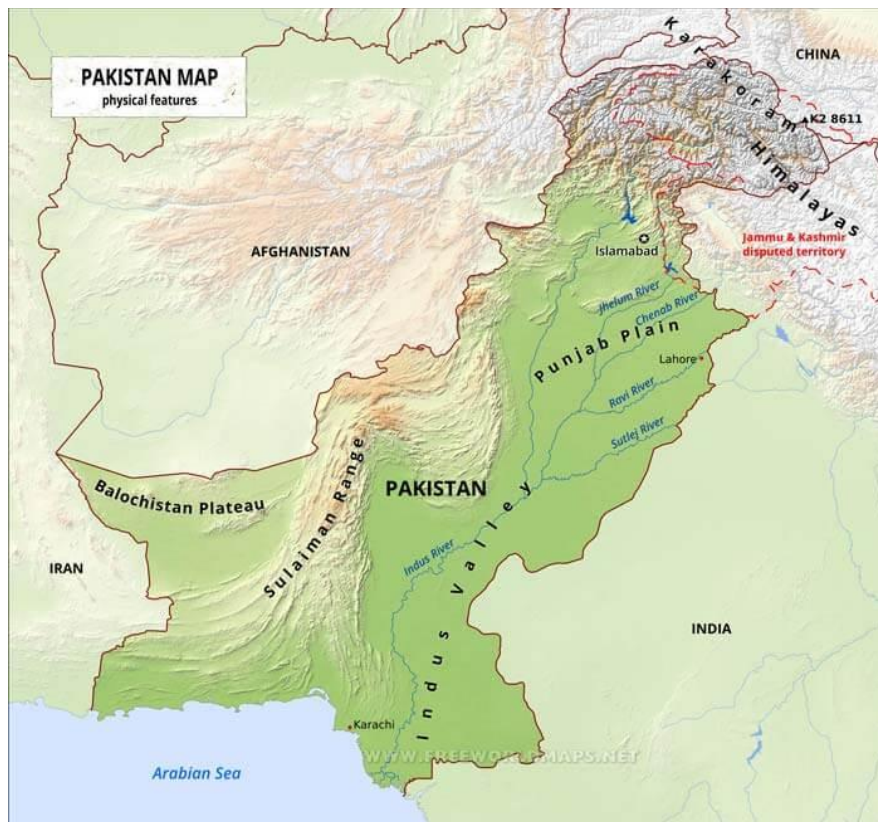 PAKISTAN MAP
physical features
Karakoram
CHINA
K2 8611
Himalayas
Jammu & Kashmir
disputed territory
AFGHANISTAN
Islamabad
Jhelum River
Chenab River
Punjab Plain
Lahore
Ravi River
Sutlej River
Balochistan Plateau
Sulaiman Range
PAKISTAN
Indus River
Indus Valley
IRAN
INDIA
Karachi
WWW.FREEWORLDMAPS.NET
Arabian Sea